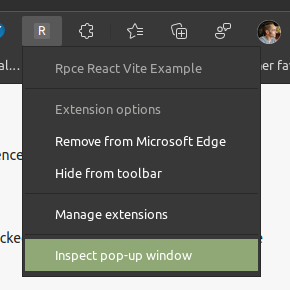 R
al...
Rpce React Vite Example
er fa
Extension options
Remove from Microsoft Edge
ence
Hide from toolbar
Manage extensions
cke
e
Inspect pop-up window